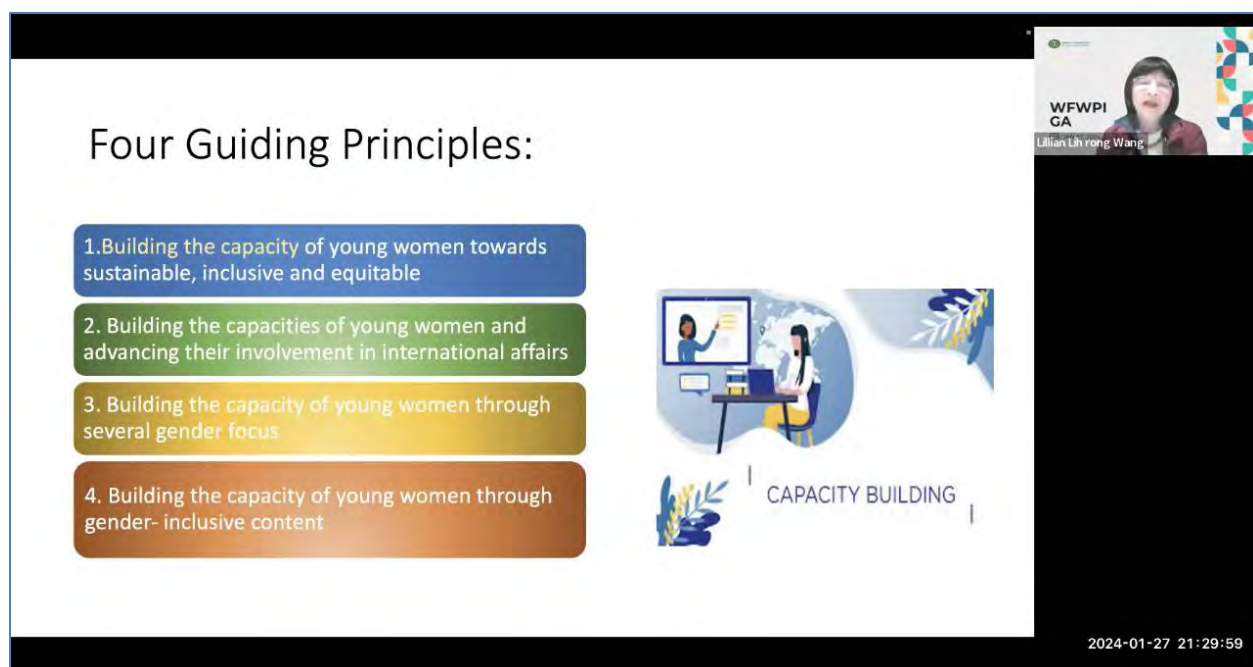 Four Guiding Principles:
1.Building the capacity of young women towards
sustainable, inclusive and equitable
2. Building the capacities of young women and
advancing their involvement in international affairs
3. Building the capacity of young women through
several gender focus
4. Building the capacity of young women through
gender- inclusive content
CAPACITY BUILDING
WFWPI
GA
Lillian Lih rong Wang
2024-01-27 21:29:59